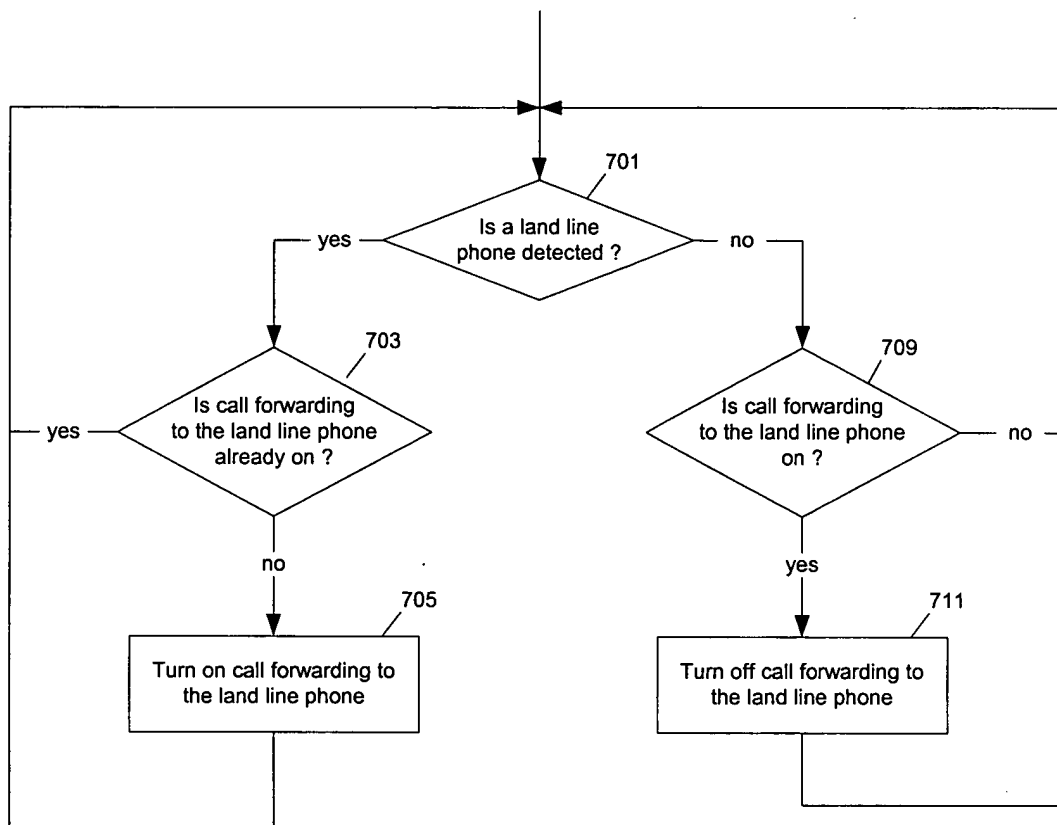 701
Is a land line
phone detected ?
yes
no
703
Is call forwarding
to the land line phone
already on ?
yes
no
709
Is call forwarding
to the land line phone
on ?
no
yes
705
Turn on call forwarding to
the land line phone
711
Turn off call forwarding to
the land line phone